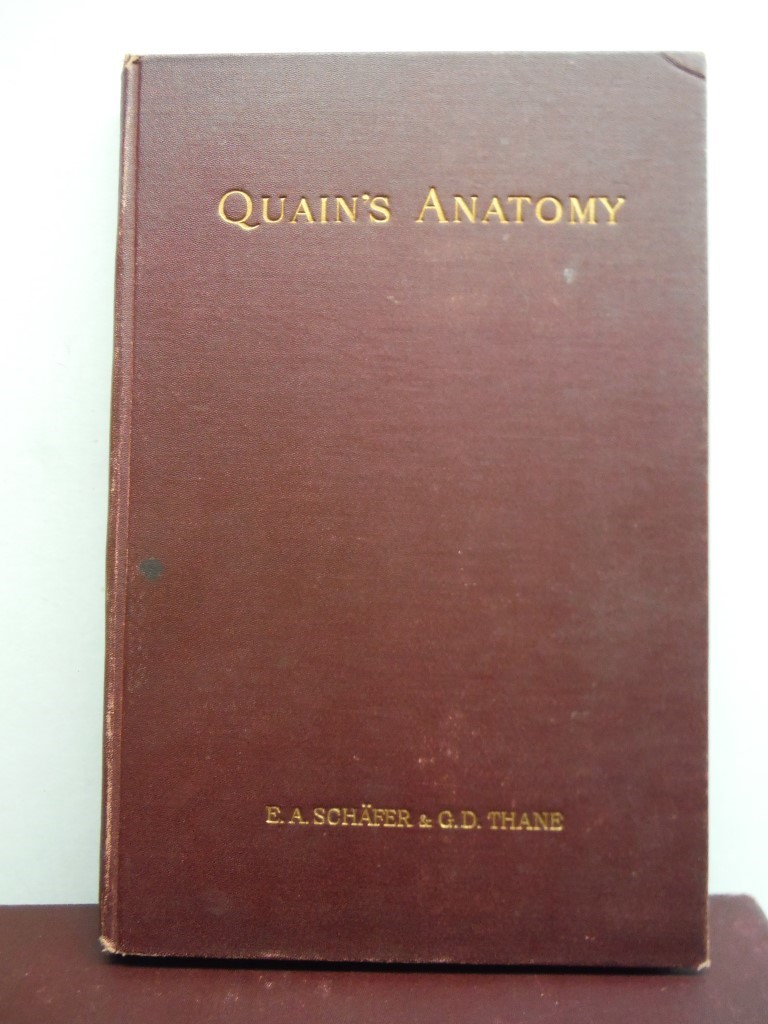 QUAIN'S ANATOMY
E. A. SCHÄFER & G. D. THANE